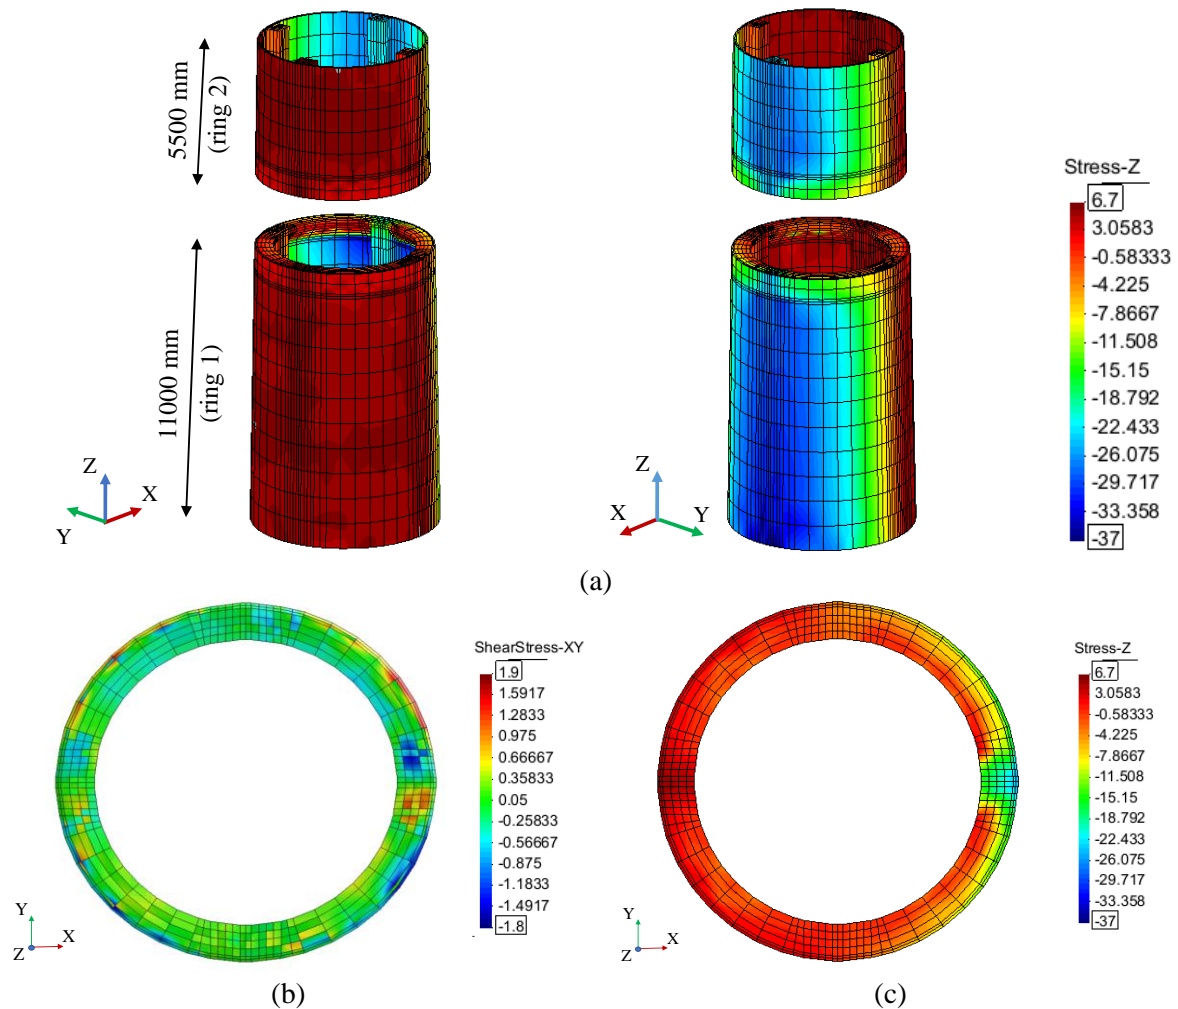 5500 mm
(ring 2)
11000 mm
(ring 1)
Z
X
Y
Z
X
Y
Stress-Z
6.7
3.0583
-0.58333
-4.225
-7.8667
-11.508
-15.15
-18.792
-22.433
-26.075
-29.717
-33.358
-37
(a)
ShearStress-XY
1.9
1.5917
1.2833
0.975
0.66667
0.35833
0.05
-0.25833
-0.56667
-0.875
-1.1833
-1.4917
-1.8
Y
X
Z
(b)
Stress-Z
6.7
3.0583
-0.58333
-4.225
-7.8667
-11.508
-15.15
-18.792
-22.433
-26.075
-29.717
-33.358
-37
Y
X
Z
(c)